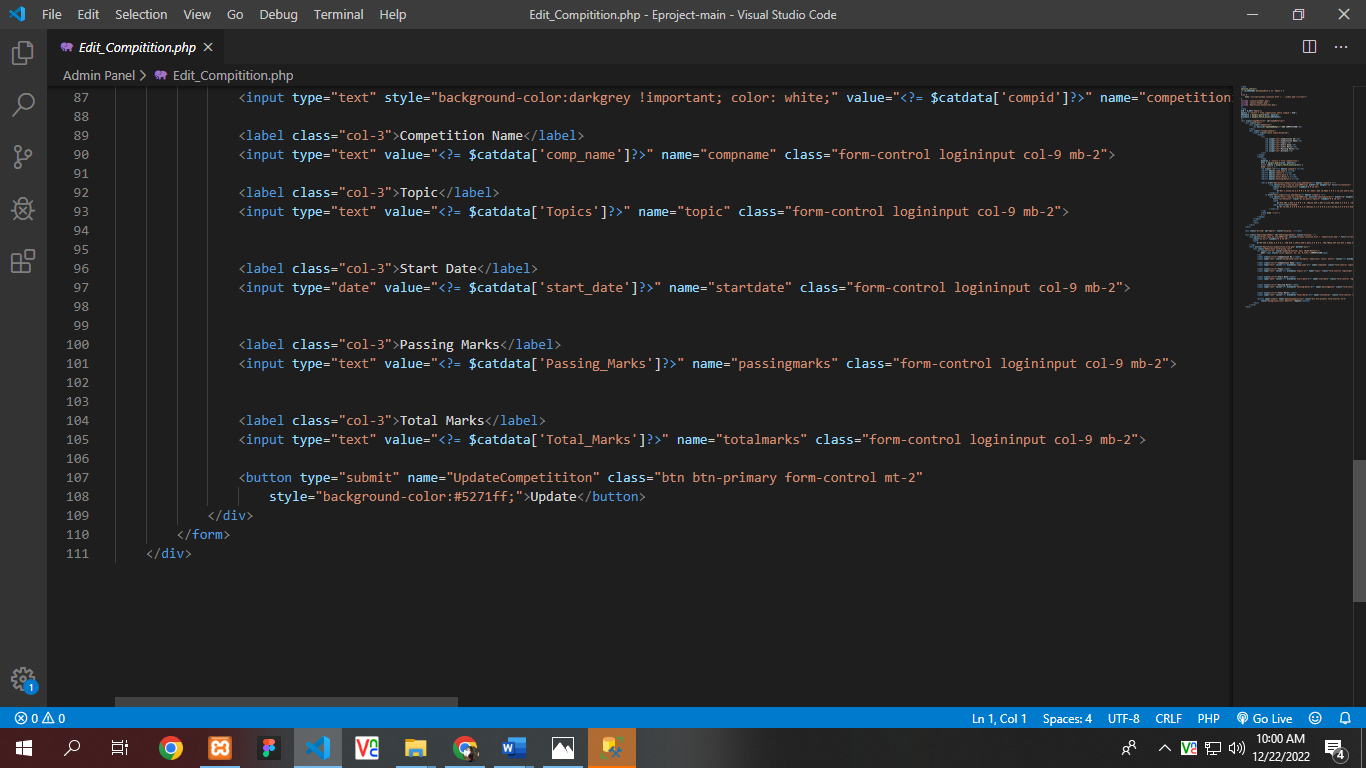 File Edit Selection View Go Debug Terminal Help Edit_Compitition.php - Eproject-main - Visual Studio Code
Edit_Compitition.php
Admin Panel > Edit_Compitition.php
87 <input type="text" style="background-color:darkgrey !important; color: white;" value="<?= $catdata['compid']?>" name="competition
88
89 <label class="col-3">Competition Name</label>
90 <input type="text" value="<?= $catdata['comp_name']?>" name="compname" class="form-control logininput col-9 mb-2">
91
92 <label class="col-3">Topic</label>
93 <input type="text" value="<?= $catdata['Topics']?>" name="topic" class="form-control logininput col-9 mb-2">
94
95
96 <label class="col-3">Start Date</label>
97 <input type="date" value="<?= $catdata['start_date']?>" name="startdate" class="form-control logininput col-9 mb-2">
98
99
100 <label class="col-3">Passing Marks</label>
101 <input type="text" value="<?= $catdata['Passing_Marks']?>" name="passingmarks" class="form-control logininput col-9 mb-2">
102
103
104 <label class="col-3">Total Marks</label>
105 <input type="text" value="<?= $catdata['Total_Marks']?>" name="totalmarks" class="form-control logininput col-9 mb-2">
106
107 <button type="submit" name="UpdateCompetititon" class="btn btn-primary form-control mt-2"
108 style="background-color:#5271ff;">Update</button>
109 </div>
110 </form>
111 </div>
1
0 0 Ln 1, Col 1 Spaces: 4 UTF-8 CRLF PHP Go Live
10:00 AM
12/22/2022
4